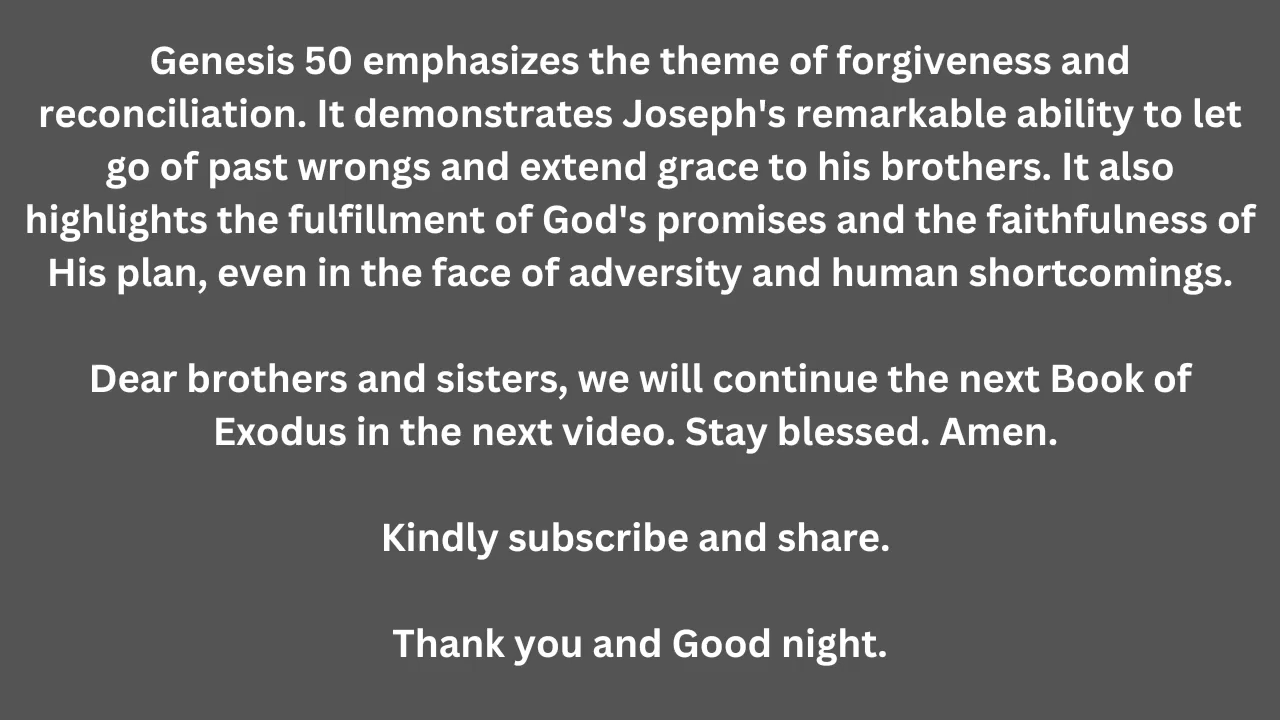 Genesis 50 emphasizes the theme of forgiveness and
reconciliation. It demonstrates Joseph's remarkable ability to let
go of past wrongs and extend grace to his brothers. It also
highlights the fulfillment of God's promises and the faithfulness of
His plan, even in the face of adversity and human shortcomings.
Dear brothers and sisters, we will continue the next Book of
Exodus in the next video. Stay blessed. Amen.
Kindly subscribe and share.
Thank you and Good night.